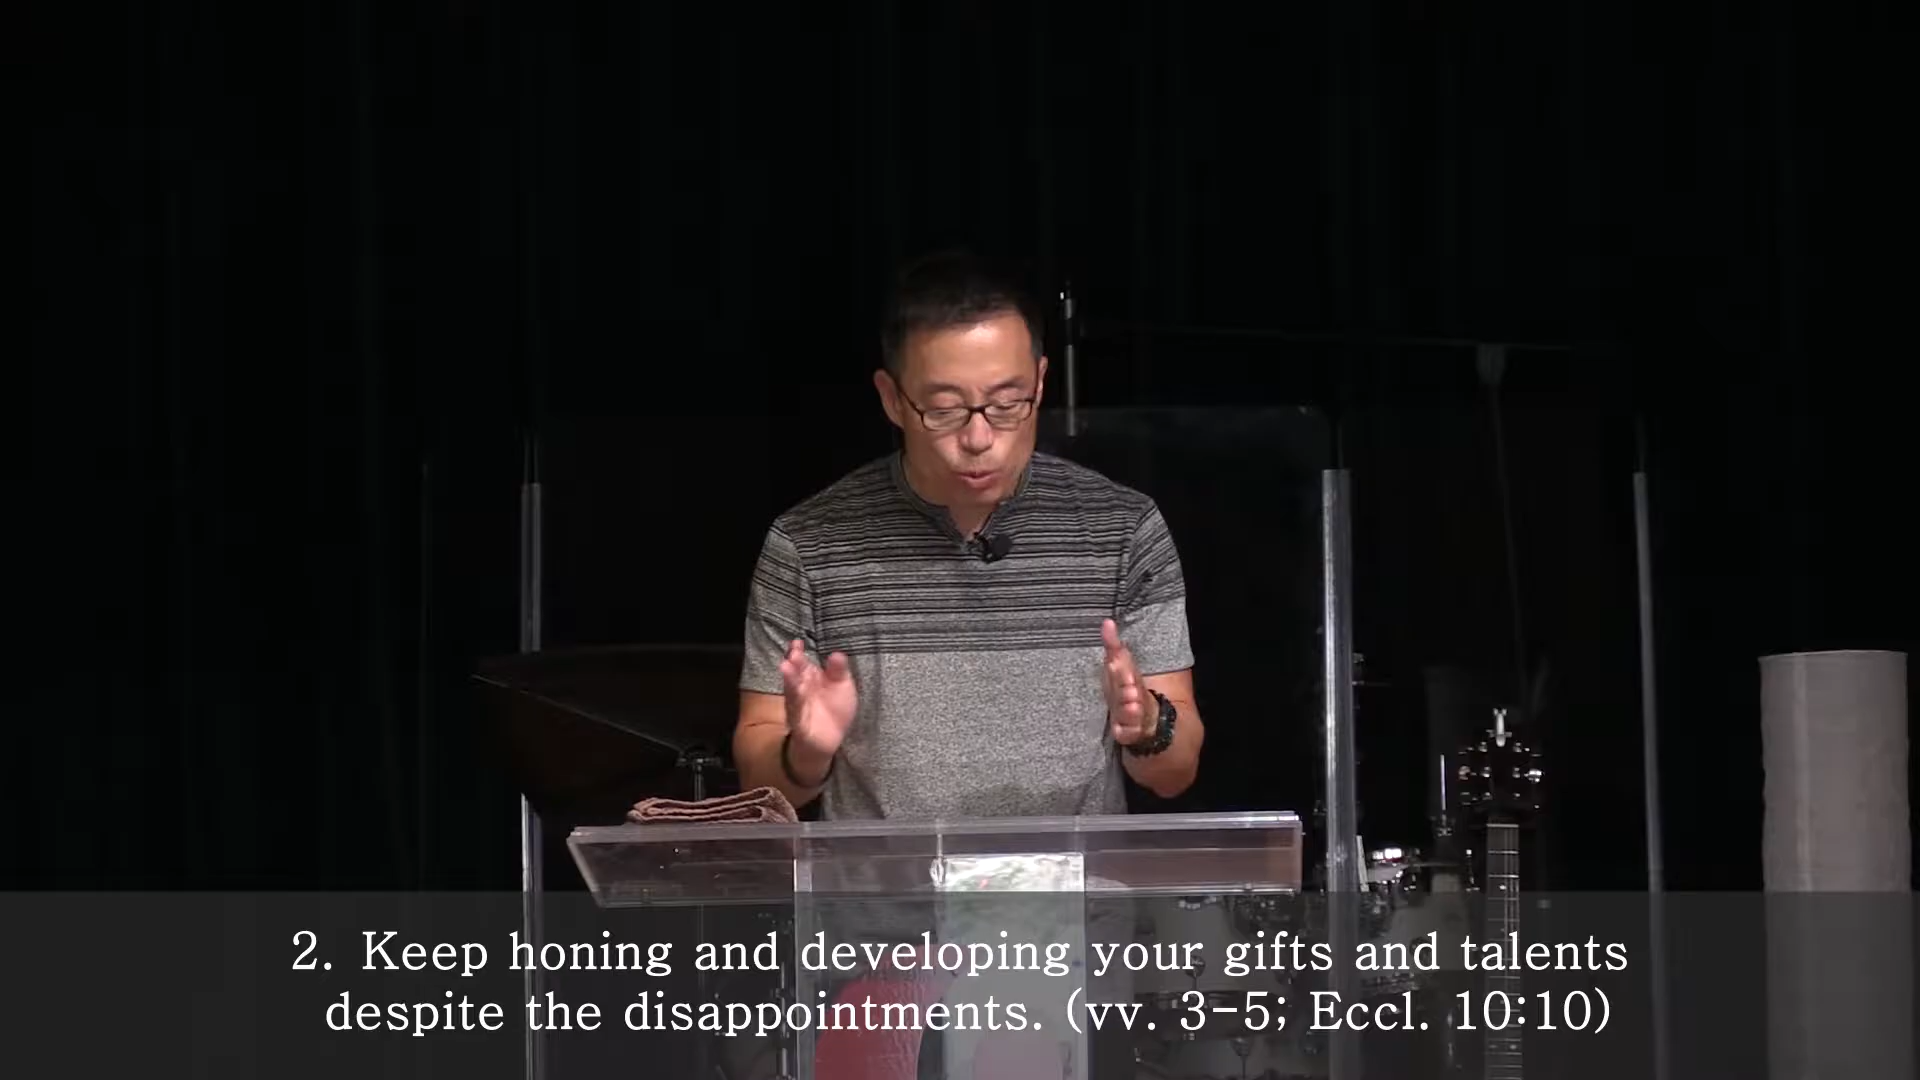 2. Keep honing and developing your gifts and talents
despite the disappointments. (vv. 3-5; Eccl. 10:10)